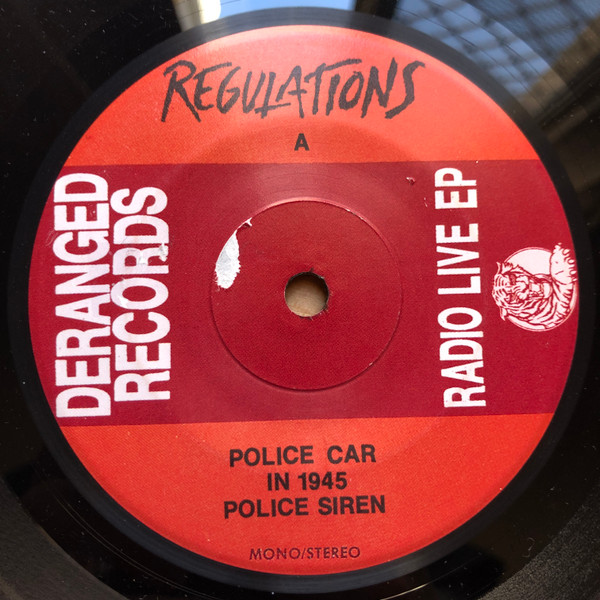 REGULATIONS
A
DERANGED
RECORDS
RADIO LIVE EP
POLICE CAR
IN 1945
POLICE SIREN
MONO/STEREO